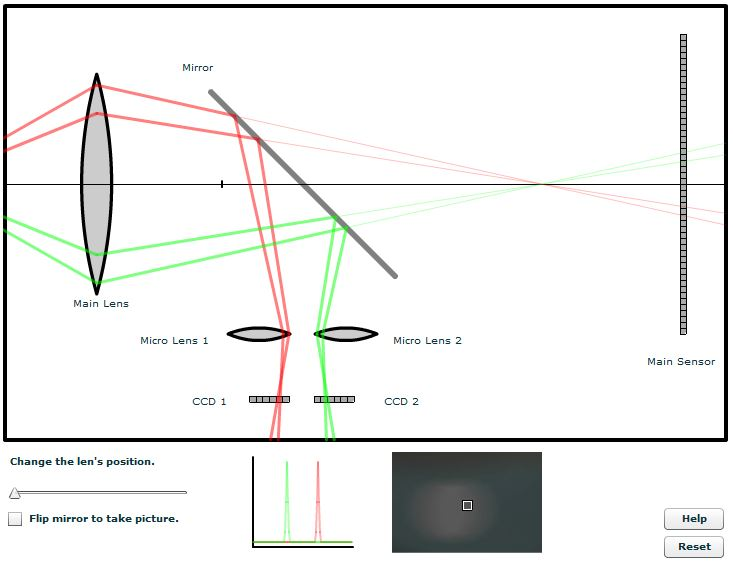 Mirror
Main Lens
Micro Lens 1
Micro Lens 2
Main Sensor
CCD 1
CCD 2
Change the len's position.
Flip mirror to take picture.
Help
Reset